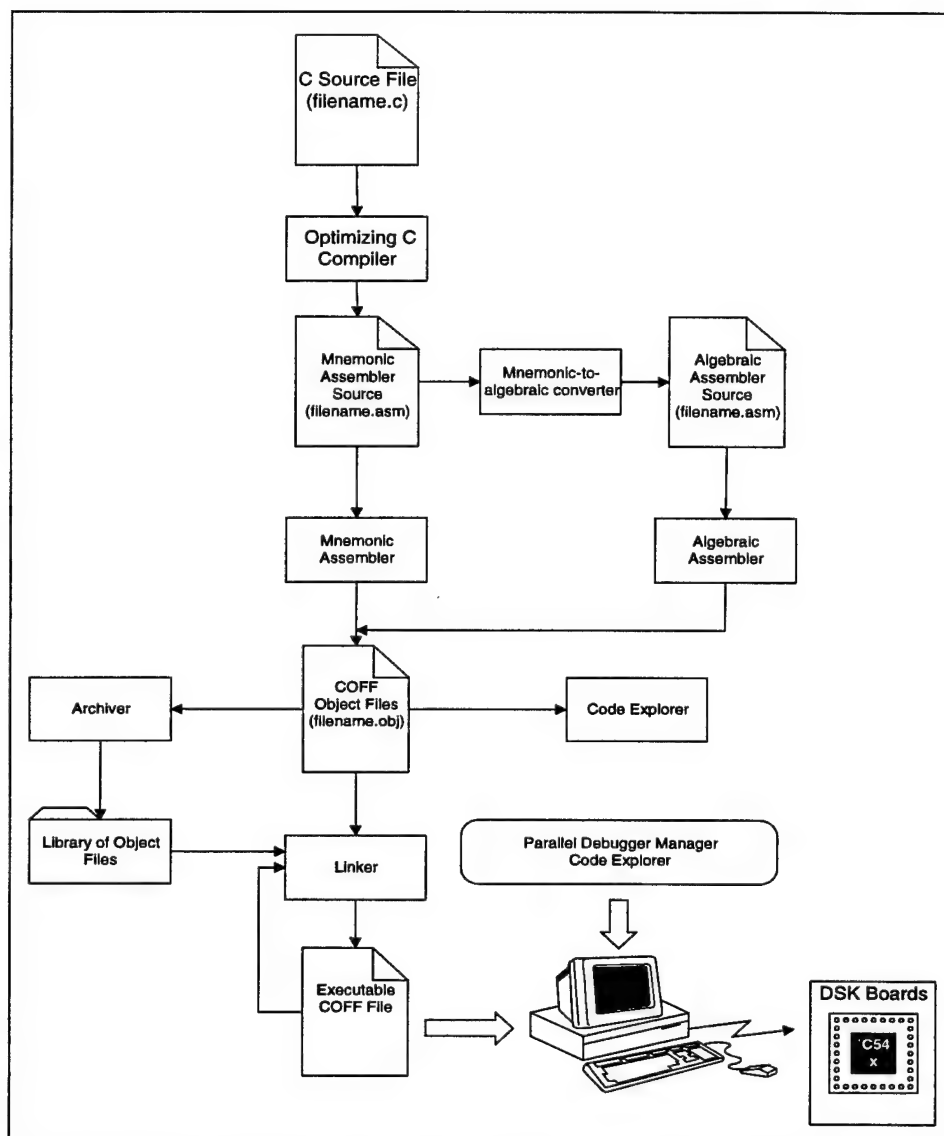 C Source File
(filename.c)
Optimizing C
Compiler
Mnemonic
Assembler
Source
(filename.asm)
Mnemonic-to-
algebraic converter
Algebraic
Assembler
Source
(filename.asm)
Mnemonic
Assembler
Algebraic
Assembler
Archiver
COFF
Object Files
(filename.obj)
Code Explorer
Library of Object
Files
Linker
Parallel Debugger Manager
Code Explorer
Executable
COFF File
DSK Boards
'C54
x